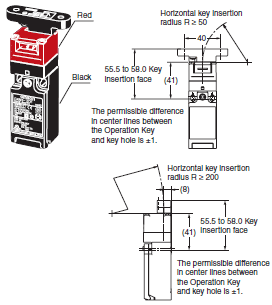 Red
Horizontal key insertion
radius R ≥ 50
40
55.5 to 58.0 Key
insertion face
(41)
Black
The permissible difference
in center lines between
the Operation Key
and key hole is ±1.
Horizontal key insertion
radius R ≥ 200
(8)
55.5 to 58.0 Key
insertion face
(41)
The permissible difference
in center lines between
the Operation Key
and key hole is ±1.